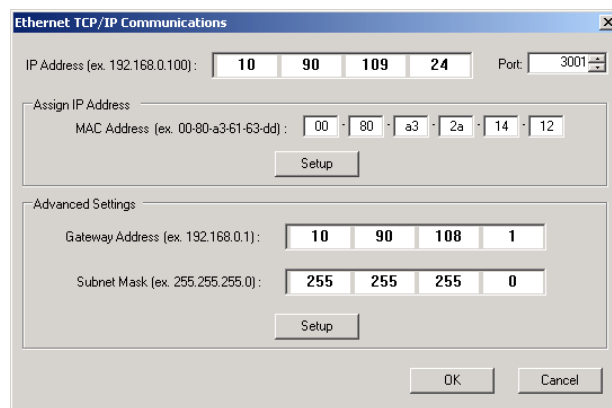 Ethernet TCP/IP Communications
IP Address (ex. 192.168.0.100) : 10 90 109 24 Port: 3001
Assign IP Address
MAC Address (ex. 00-80-a3-61-63-dd) : 00 - 80 - a3 - 2a - 14 - 12
Setup
Advanced Settings
Gateway Address (ex. 192.168.0.1) : 10 90 108 1
Subnet Mask (ex. 255.255.255.0) : 255 255 255 0
Setup
OK Cancel